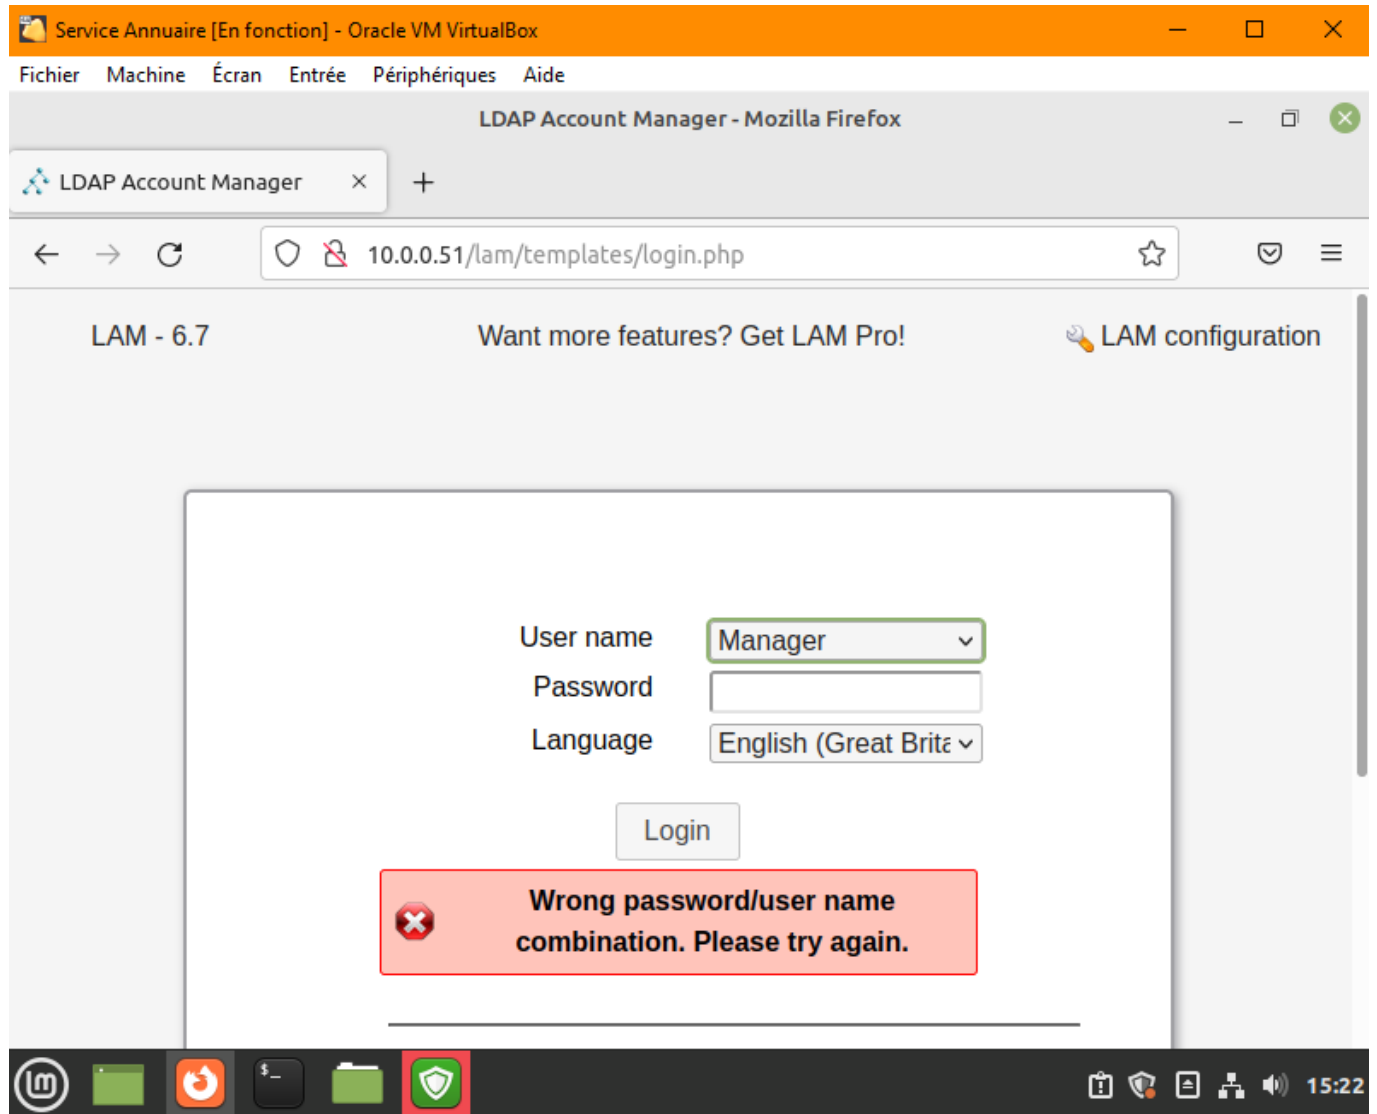 Service Annuaire [En fonction] - Oracle VM VirtualBox
Fichier Machine Écran Entrée Périphériques Aide
LDAP Account Manager - Mozilla Firefox
LDAP Account Manager
10.0.0.51/lam/templates/login.php
LAM - 6.7 Want more features? Get LAM Pro! LAM configuration
User name Manager
Password
Language English (Great Brita
Login
Wrong password/user name
combination. Please try again.
15:22